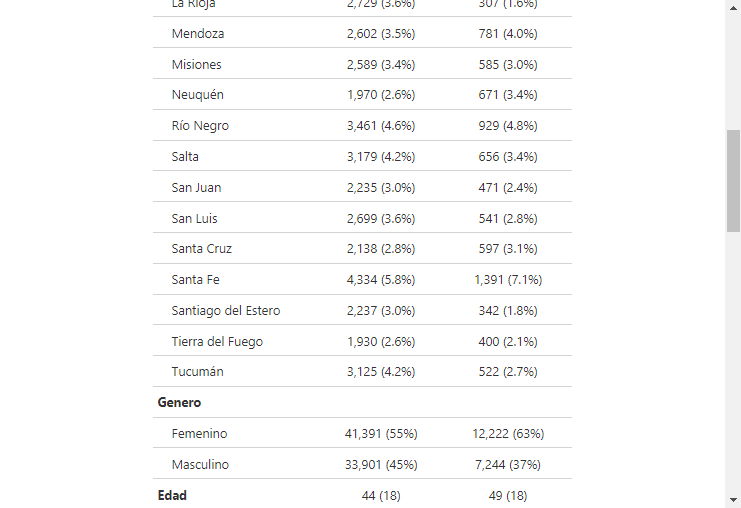 La Rioja 2,729 (3.6%) 307 (1.6%)
Mendoza 2,602 (3.5%) 781 (4.0%)
Misiones 2,589 (3.4%) 585 (3.0%)
Neuquén 1,970 (2.6%) 671 (3.4%)
Río Negro 3,461 (4.6%) 929 (4.8%)
Salta 3,179 (4.2%) 656 (3.4%)
San Juan 2,235 (3.0%) 471 (2.4%)
San Luis 2,699 (3.6%) 541 (2.8%)
Santa Cruz 2,138 (2.8%) 597 (3.1%)
Santa Fe 4,334 (5.8%) 1,391 (7.1%)
Santiago del Estero 2,237 (3.0%) 342 (1.8%)
Tierra del Fuego 1,930 (2.6%) 400 (2.1%)
Tucumán 3,125 (4.2%) 522 (2.7%)
Genero
Femenino 41,391 (55%) 12,222 (63%)
Masculino 33,901 (45%) 7,244 (37%)
Edad 44 (18) 49 (18)